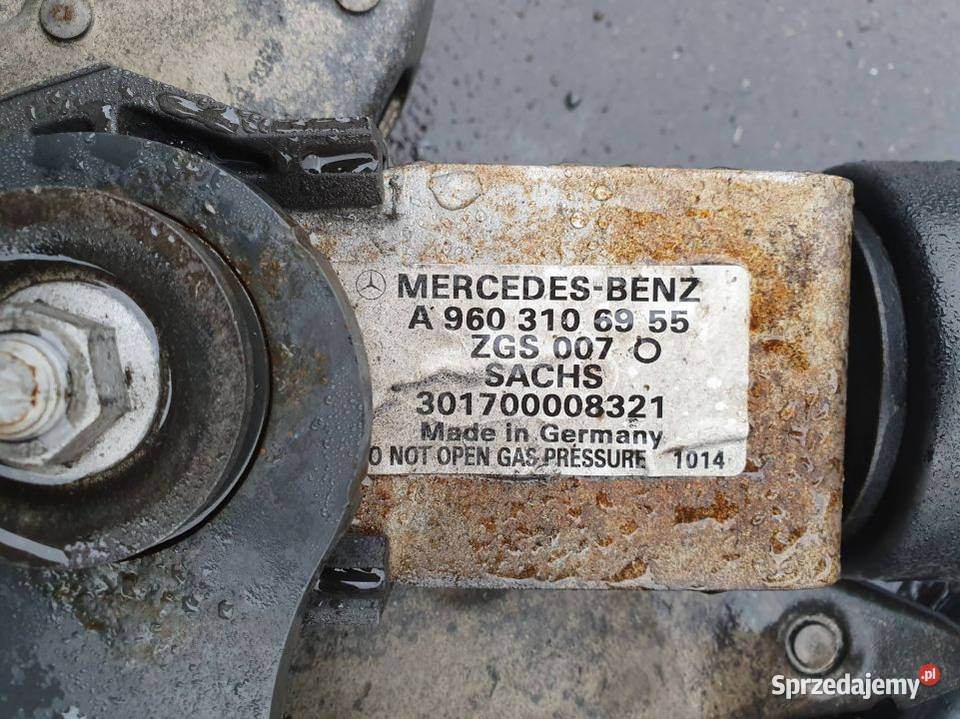 MERCEDES-BENZ
A 960 310 69 55
ZGS 007 O
SACHS
301700008321
Made in Germany
O NOT OPEN GAS PRESSURE 1014
Sprzedajemy.pl